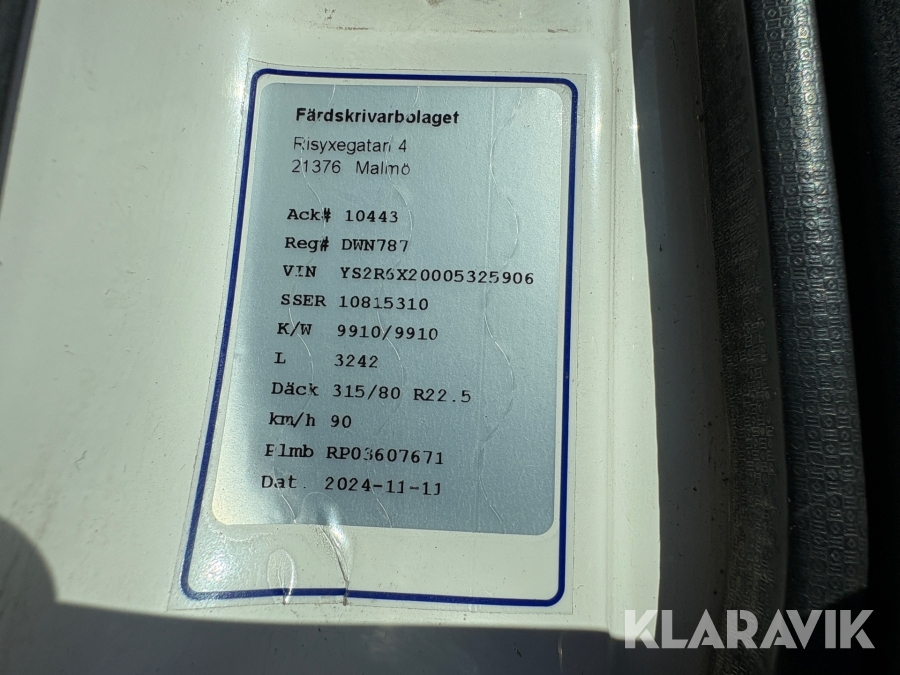 Färdskrivarbolaget
Risyxegatan 4
21376 Malmö
Ack# 10443
Reg# DWN787
VIN YS2R6X20005325906
SSER 10815310
K/W 9910/9910
L 3242
Däck 315/80 R22.5
km/h 90
Plmb RP03607671
Dat. 2024-11-11
KLARAVIK